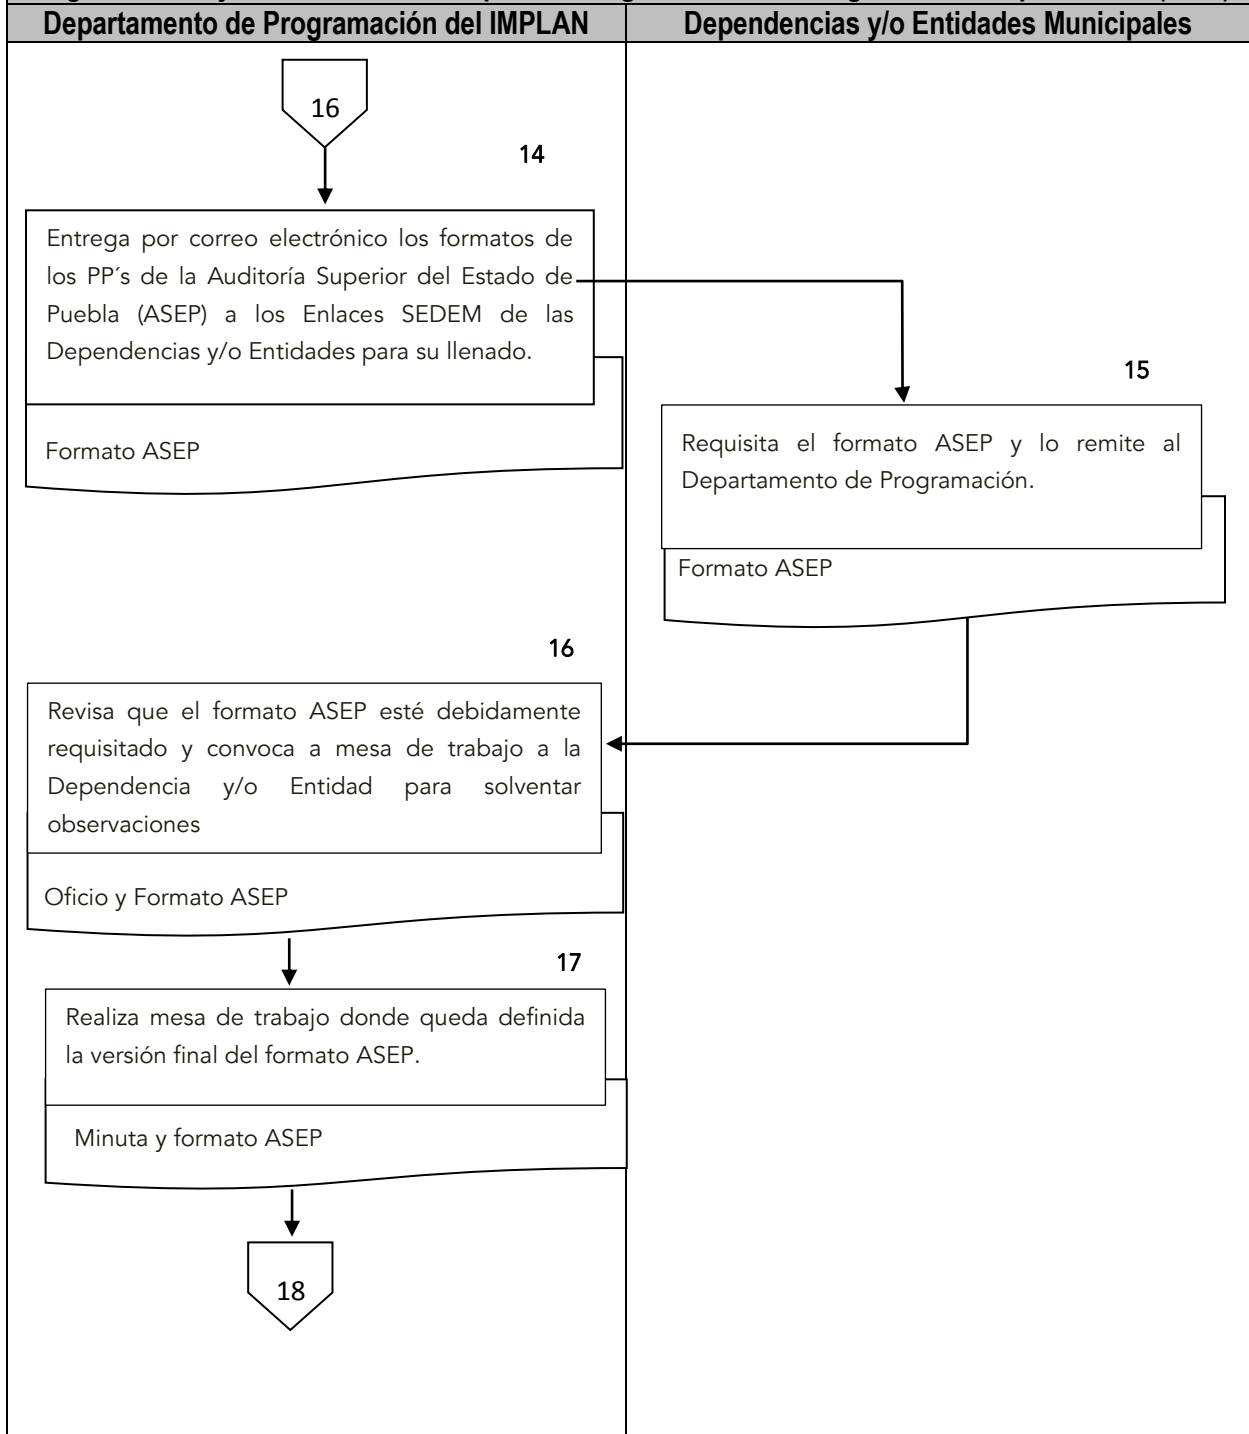 Departamento de Programación del IMPLAN
Dependencias y/o Entidades Municipales
16
14
Entrega por correo electrónico los formatos de
los PP´s de la Auditoría Superior del Estado de
Puebla (ASEP) a los Enlaces SEDEM de las
Dependencias y/o Entidades para su llenado.
Formato ASEP
15
Requisita el formato ASEP y lo remite al
Departamento de Programación.
Formato ASEP
16
Revisa que el formato ASEP esté debidamente
requisitado y convoca a mesa de trabajo a la
Dependencia y/o Entidad para solventar
observaciones
Oficio y Formato ASEP
17
Realiza mesa de trabajo donde queda definida
la versión final del formato ASEP.
Minuta y formato ASEP
18